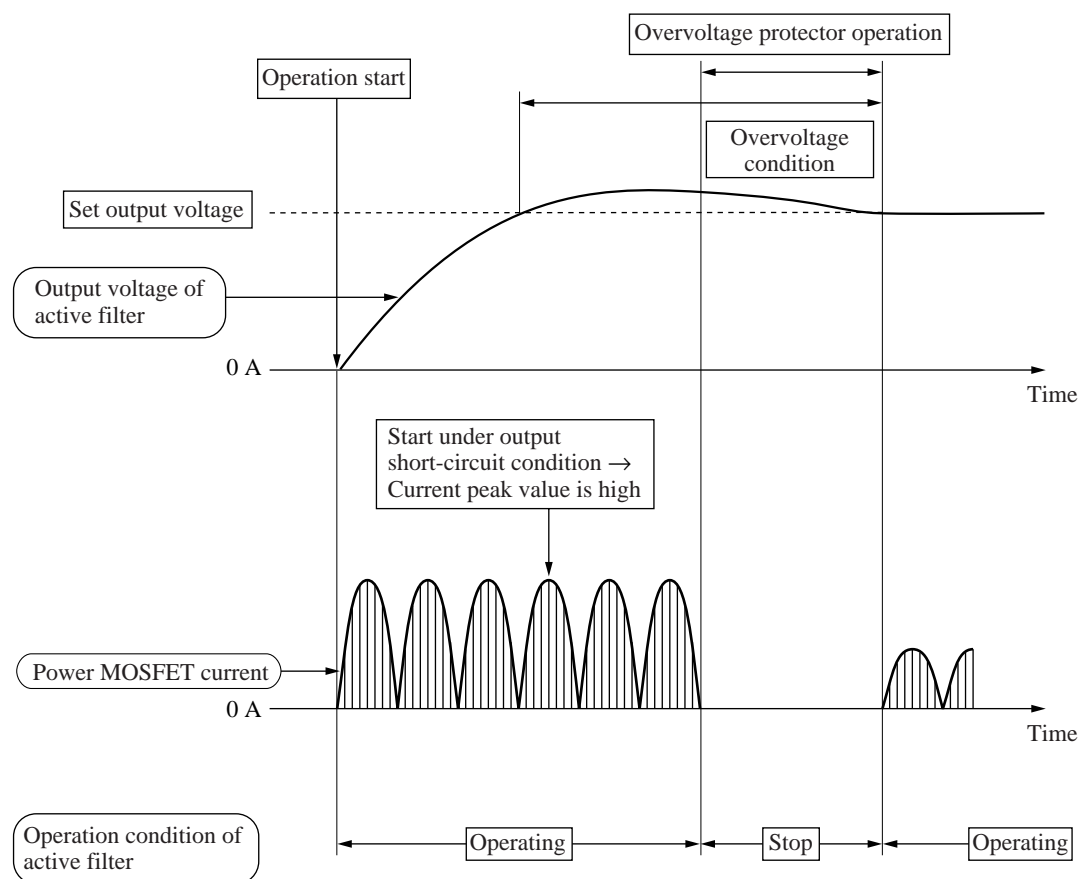 Overvoltage protector operation
Operation start
Overvoltage
condition
Set output voltage
Output voltage of
active filter
0 A
Time
Start under output
short-circuit condition →
Current peak value is high
Power MOSFET current
0 A
Time
Operation condition of
active filter
Operating
Stop
Operating